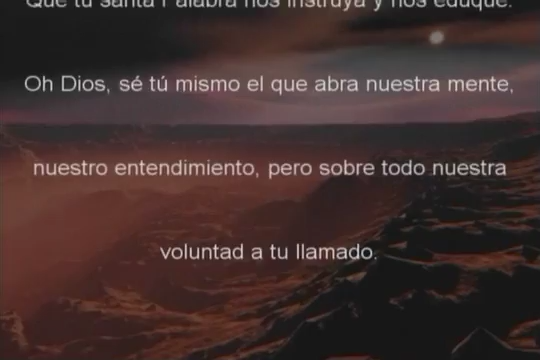 Que tu santa Palabra nos instruya y nos eduque.
Oh Dios, sé tú mismo el que abra nuestra mente,
nuestro entendimiento, pero sobre todo nuestra
voluntad a tu llamado.